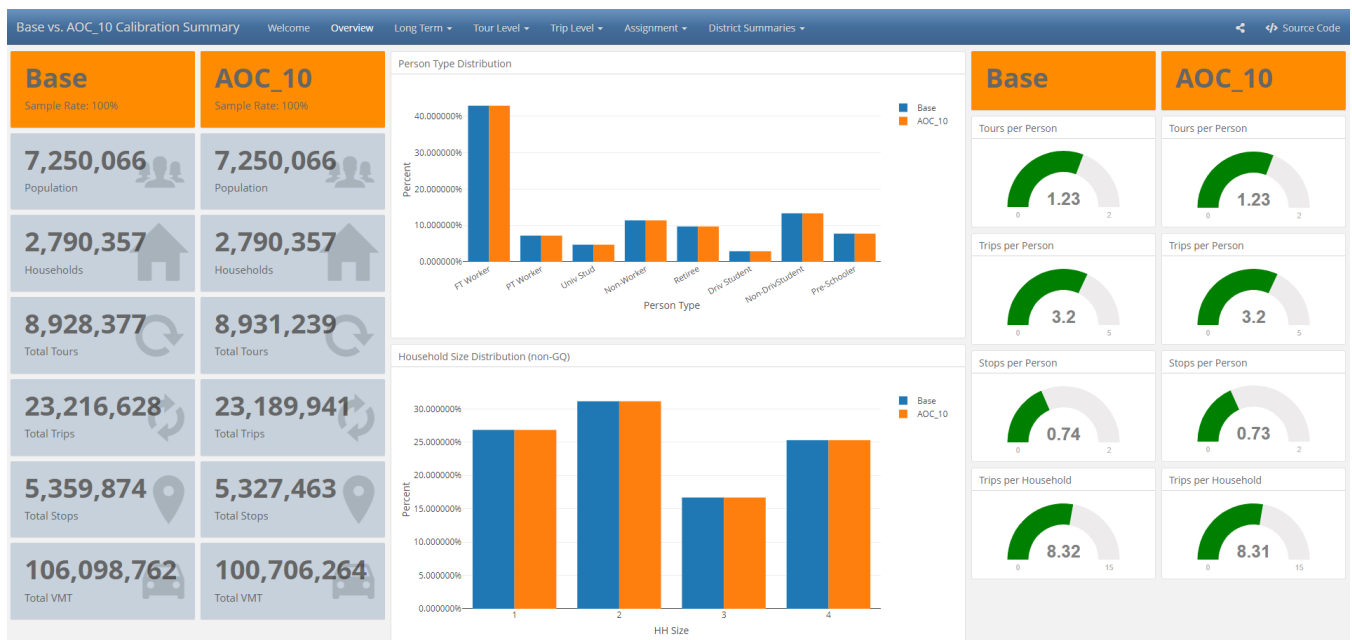 Base vs. AOC_10 Calibration Summary Welcome Overview Long Term Tour Level Trip Level Assignment District Summaries Source Code
Base
Sample Rate: 100%
AOC_10
Sample Rate: 100%
7,250,066
Population
7,250,066
Population
2,790,357
Households
2,790,357
Households
8,928,377
Total Tours
8,931,239
Total Tours
23,216,628
Total Trips
23,189,941
Total Trips
5,359,874
Total Stops
5,327,463
Total Stops
106,098,762
Total VMT
100,706,264
Total VMT
Person Type Distribution
Base
AOC_10
40.000000%
30.000000%
20.000000%
10.000000%
0.000000%
Percent
FT Worker
PT Worker
Univ Stud
Non-Worker
Retiree
Driv Student
Non-DrivStudent
Pre-Schooler
Person Type
Household Size Distribution (non-GQ)
Base
AOC_10
30.000000%
25.000000%
20.000000%
15.000000%
10.000000%
5.000000%
0.000000%
Percent
1 2 3 4
HH Size
Base
AOC_10
Tours per Person
1.23
0 2
Tours per Person
1.23
0 2
Trips per Person
3.2
0 5
Trips per Person
3.2
0 5
Stops per Person
0.74
0 2
Stops per Person
0.73
0 2
Trips per Household
8.32
0 15
Trips per Household
8.31
0 15